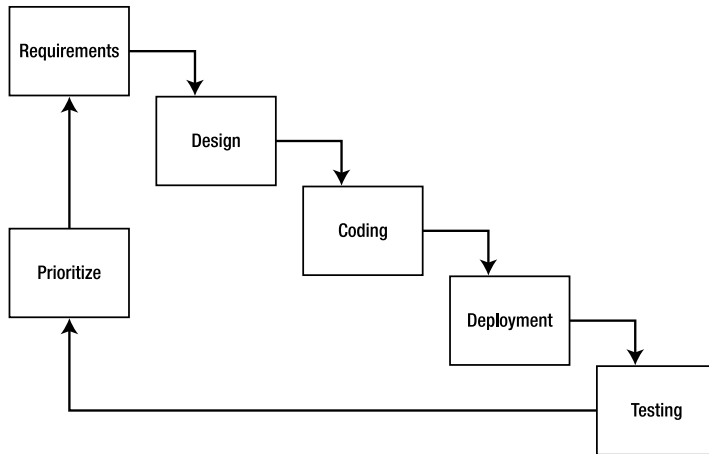 Requirements
Design
Coding
Prioritize
Deployment
Testing